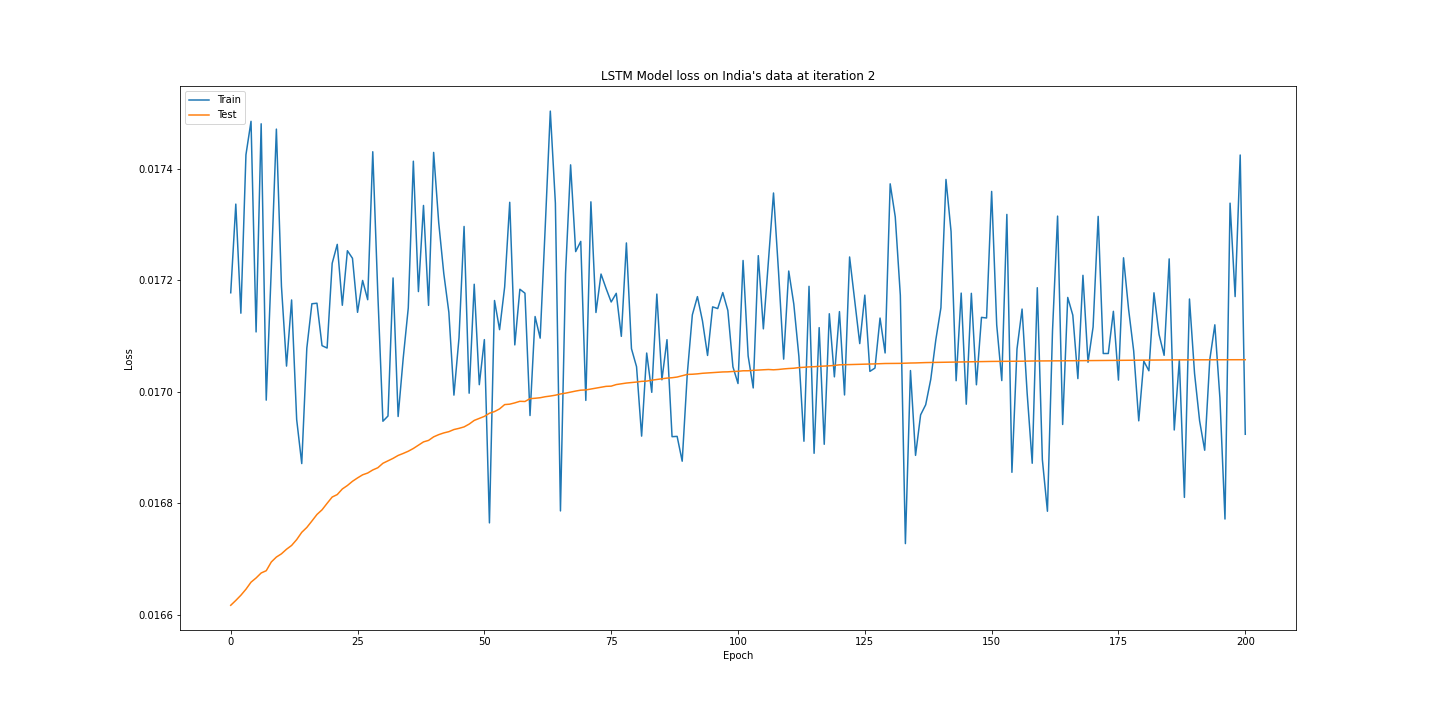 LSTM Model loss on India's data at iteration 2
Train
Test
0.0174
0.0172
0.0170
0.0168
0.0166
Loss
0 25 50 75 100 125 150 175 200
Epoch